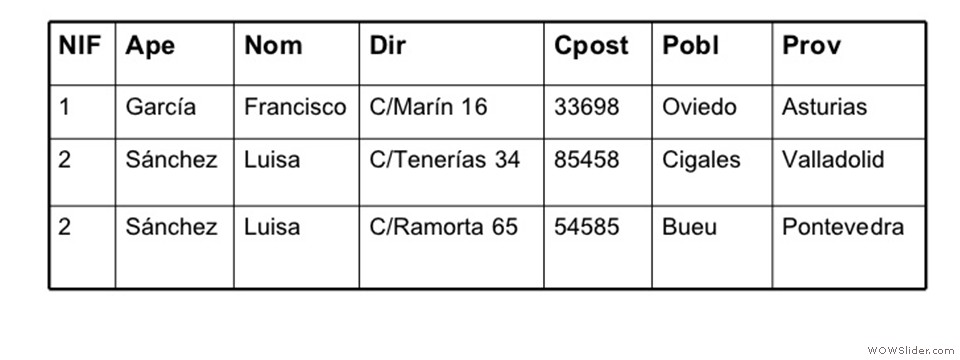 NIF Ape Nom Dir Cpost Pobl Prov
1 García Francisco C/Marín 16 33698 Oviedo Asturias
2 Sánchez Luisa C/Tenerías 34 85458 Cigales Valladolid
2 Sánchez Luisa C/Ramorta 65 54585 Bueu Pontevedra
WOWSlider.com